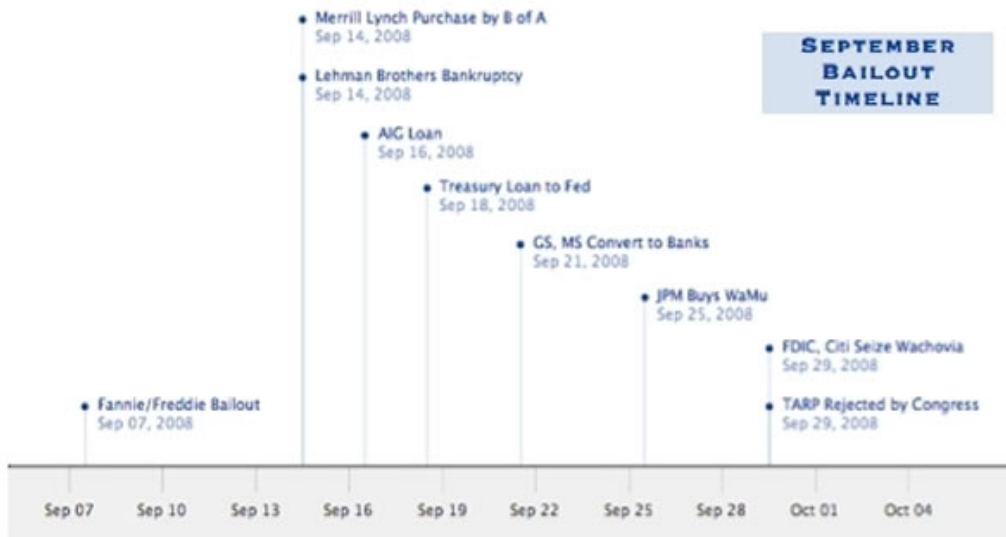 Merrill Lynch Purchase by B of A
Sep 14, 2008
SEPTEMBER
BAILOUT
TIMELINE
Lehman Brothers Bankruptcy
Sep 14, 2008
AIG Loan
Sep 16, 2008
Treasury Loan to Fed
Sep 18, 2008
GS, MS Convert to Banks
Sep 21, 2008
JPM Buys WaMu
Sep 25, 2008
FDIC, Citi Seize Wachovia
Sep 29, 2008
Fannie/Freddie Bailout
Sep 07, 2008
TARP Rejected by Congress
Sep 29, 2008
Sep 07 Sep 10 Sep 13 Sep 16 Sep 19 Sep 22 Sep 25 Sep 28 Oct 01 Oct 04